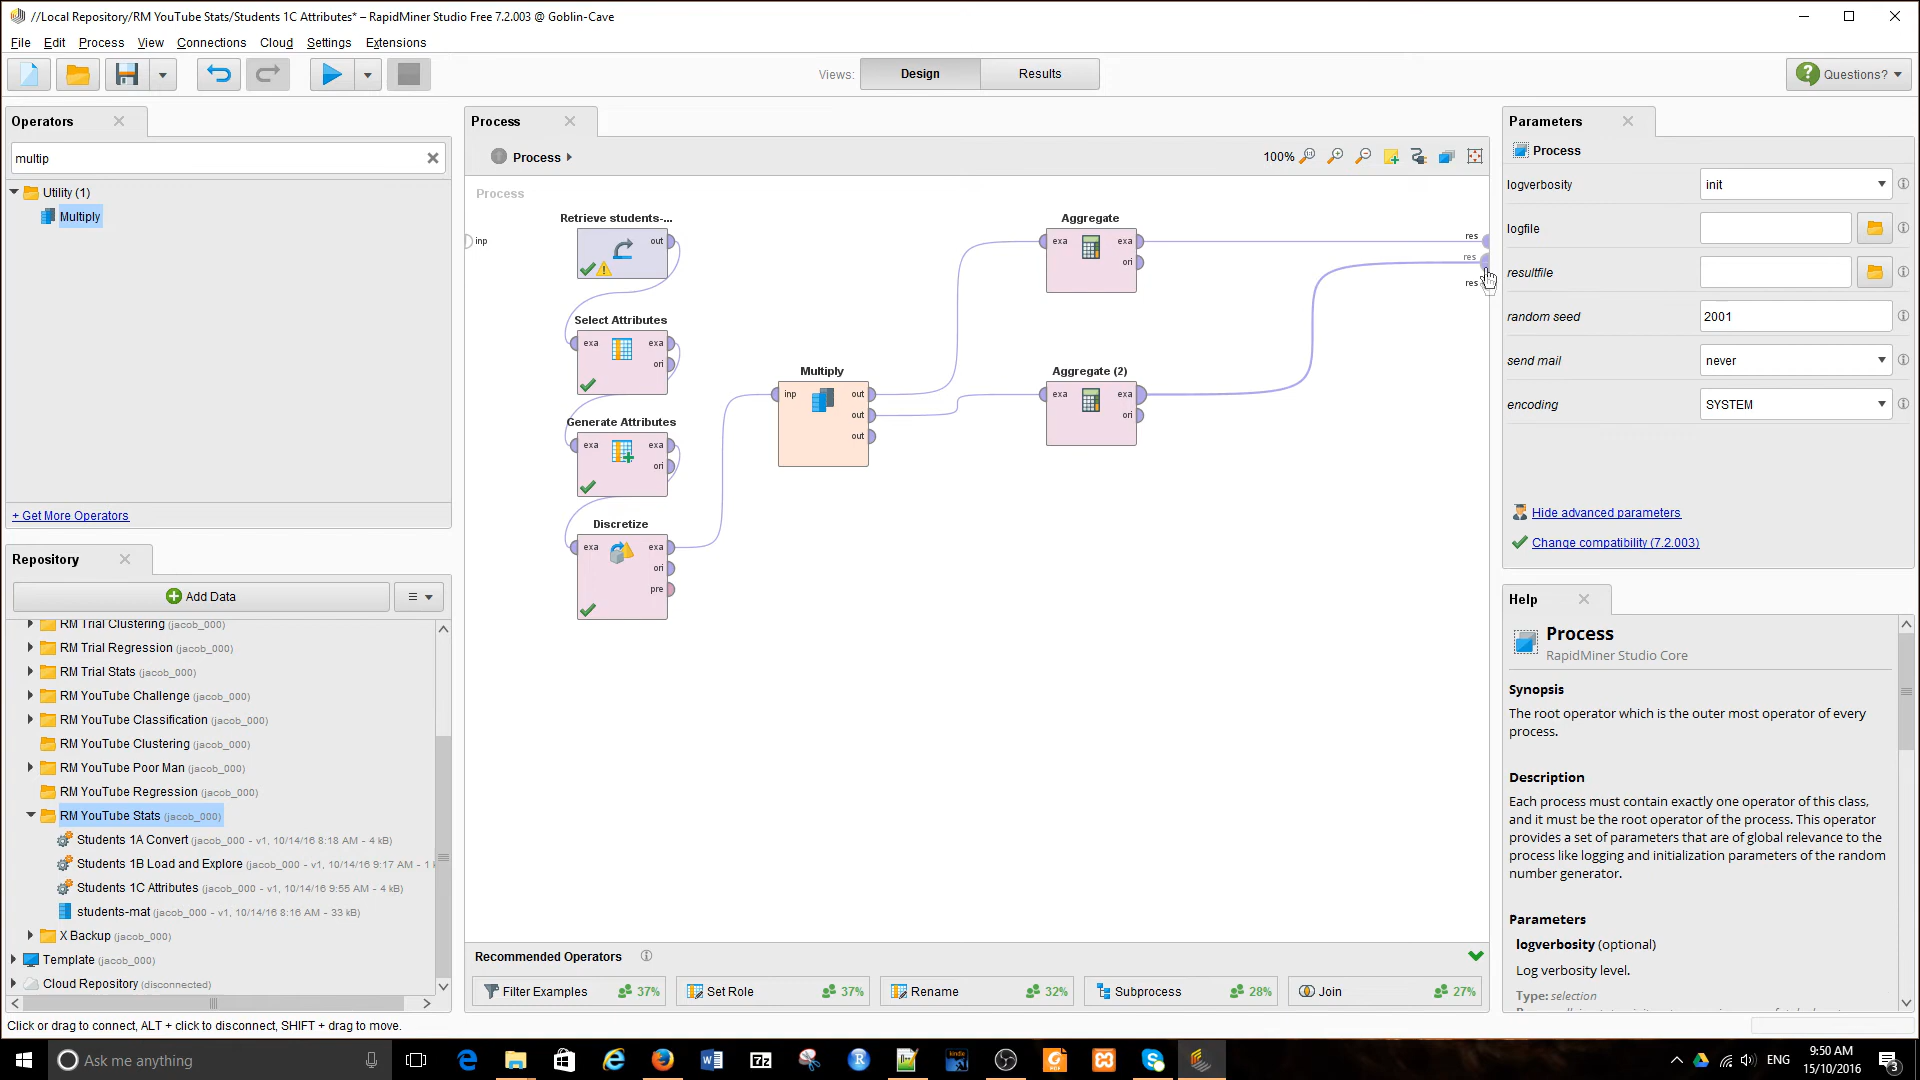 //Local Repository/RM YouTube Stats/Students 1C Attributes* – RapidMiner Studio Free 7.2.003 @ Goblin-Cave
File Edit Process View Connections Cloud Settings Extensions
Views: Design Results
Questions?
Operators
multip
Utility (1)
Multiply
+ Get More Operators
Repository
Add Data
RM Trial Clustering (jacob_000)
RM Trial Regression (jacob_000)
RM Trial Stats (jacob_000)
RM YouTube Challenge (jacob_000)
RM YouTube Classification (jacob_000)
RM YouTube Clustering (jacob_000)
RM YouTube Poor Man (jacob_000)
RM YouTube Regression (jacob_000)
RM YouTube Stats (jacob_000)
Students 1A Convert (jacob_000 - v1, 10/14/16 8:18 AM - 4 kB)
Students 1B Load and Explore (jacob_000 - v1, 10/14/16 9:17 AM - 1
Students 1C Attributes (jacob_000 - v1, 10/14/16 9:55 AM - 4 kB)
students-mat (jacob_000 - v1, 10/14/16 8:16 AM - 33 kB)
X Backup (jacob_000)
Template (jacob_000)
Cloud Repository (disconnected)
Process
Process
100%
Process
inp
Retrieve students-...
out
Select Attributes
exa exa
ori
Generate Attributes
exa exa
ori
Discretize
exa exa
ori
pre
Multiply
inp out
out
out
Aggregate
exa exa
ori
Aggregate (2)
exa exa
ori
res
res
res
Recommended Operators
Filter Examples 37%
Set Role 37%
Rename 32%
Subprocess 28%
Join 27%
Parameters
Process
logverbosity init
logfile
resultfile
random seed 2001
send mail never
encoding SYSTEM
Hide advanced parameters
Change compatibility (7.2.003)
Help
Process
RapidMiner Studio Core
Synopsis
The root operator which is the outer most operator of every
process.
Description
Each process must contain exactly one operator of this class,
and it must be the root operator of the process. This operator
provides a set of parameters that are of global relevance to the
process like logging and initialization parameters of the random
number generator.
Parameters
logverbosity (optional)
Log verbosity level.
Type: selection
Click or drag to connect, ALT + click to disconnect, SHIFT + drag to move.
Ask me anything
ENG
9:50 AM
15/10/2016
3